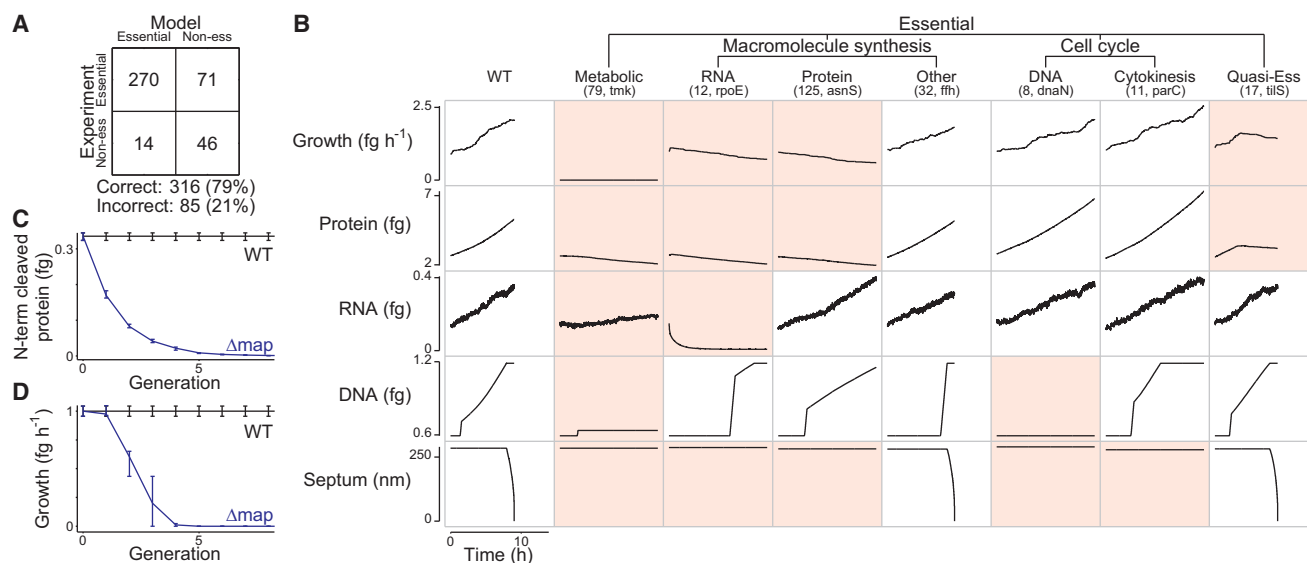 A
Model
Essential Non-ess
Experiment
Essential
Non-ess
270 71
14 46
Correct: 316 (79%)
Incorrect: 85 (21%)
B
Essential
Macromolecule synthesis Cell cycle
WT Metabolic RNA Protein Other DNA Cytokinesis Quasi-Ess
(79, tmk) (12, rpoE) (125, asnS) (32, ffh) (8, dnaN) (11, parC) (17, tilS)
Growth (fg h⁻¹)
2.5
0
Protein (fg)
7
2
RNA (fg)
0.4
0
DNA (fg)
1.2
0.6
Septum (nm)
250
0
0 10
Time (h)
C
N-term cleaved
protein (fg)
0.3
0
WT
Δmap
0 5
Generation
D
Growth (fg h⁻¹)
1
0
WT
Δmap
0 5
Generation